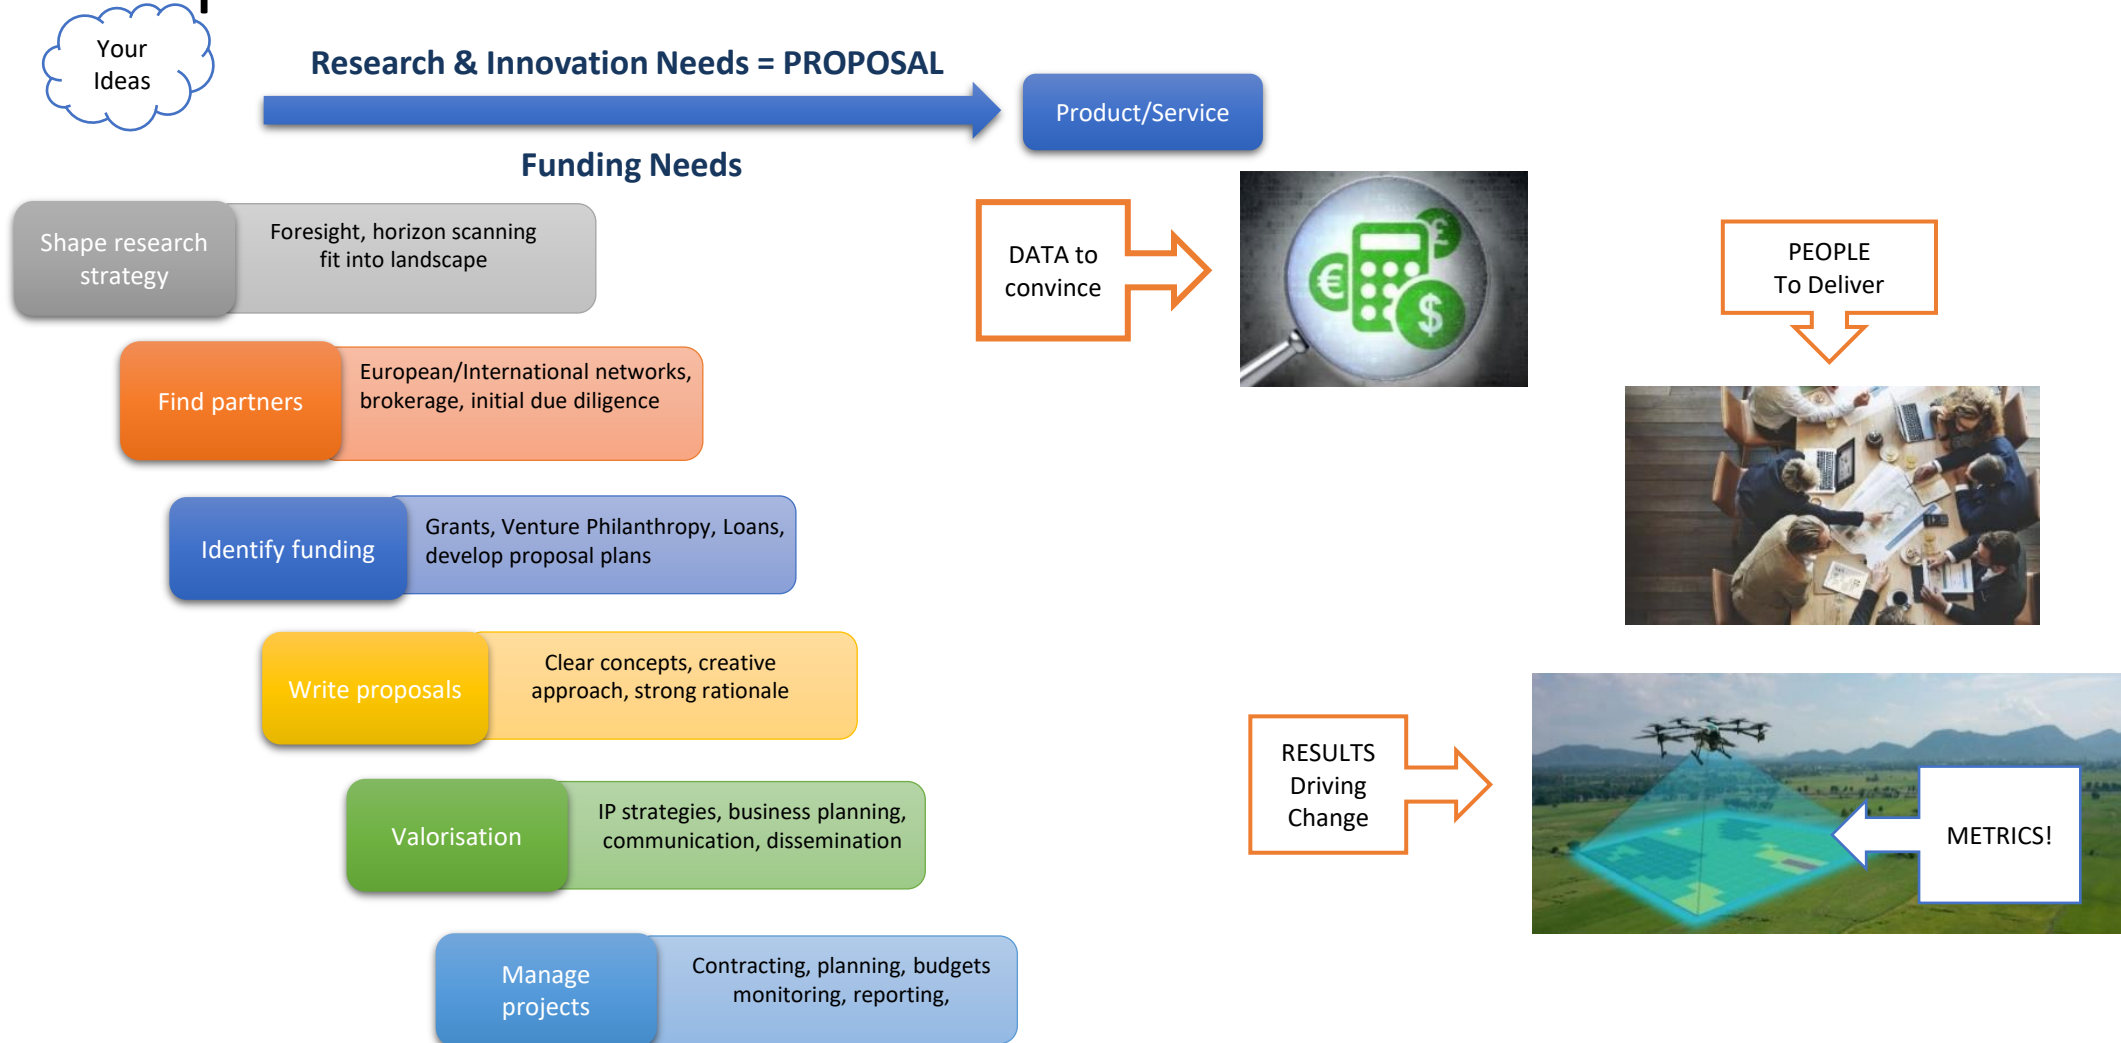 Your
Ideas
Research & Innovation Needs = PROPOSAL
Product/Service
Funding Needs
Shape research
strategy
Foresight, horizon scanning
fit into landscape
Find partners
European/International networks,
brokerage, initial due diligence
Identify funding
Grants, Venture Philanthropy, Loans,
develop proposal plans
Write proposals
Clear concepts, creative
approach, strong rationale
Valorisation
IP strategies, business planning,
communication, dissemination
Manage
projects
Contracting, planning, budgets
monitoring, reporting,
DATA to
convince
€
£
$
PEOPLE
To Deliver
RESULTS
Driving
Change
METRICS!